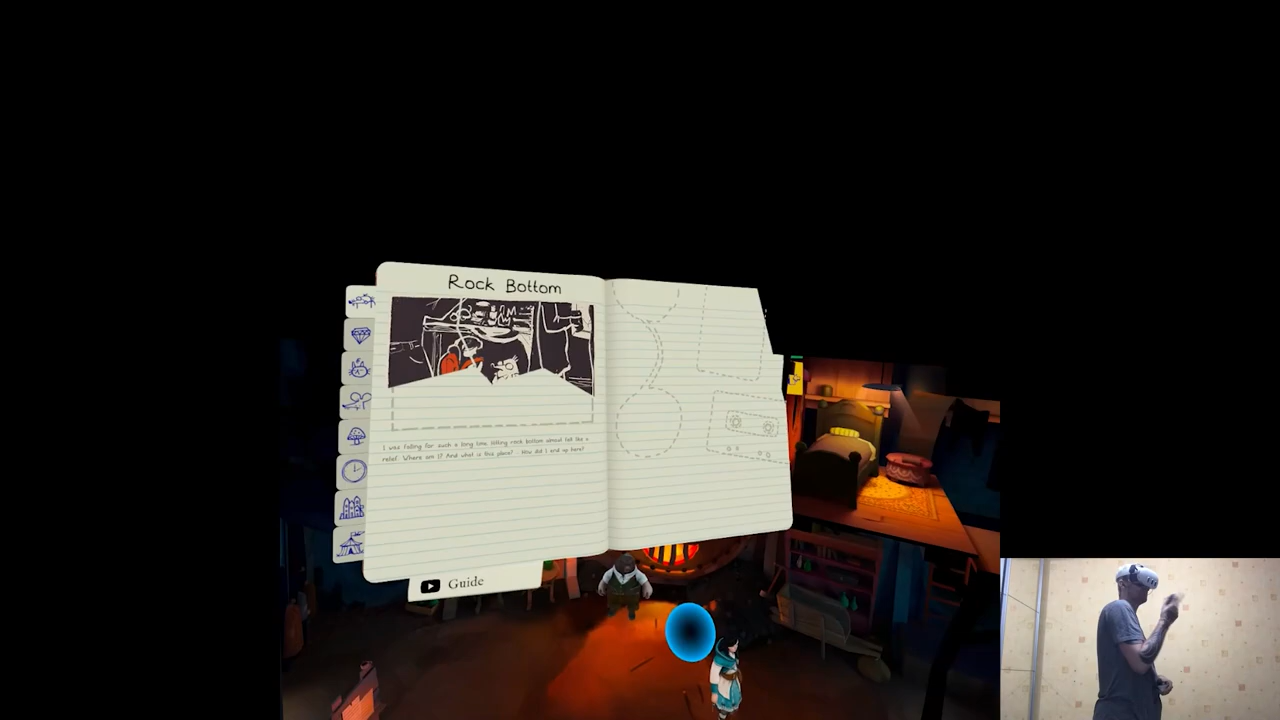 Rock Bottom
I was falling for such a long time. Hitting rock bottom almost felt like a
relief. Where am I? And what is this place? How did I end up here?
Guide